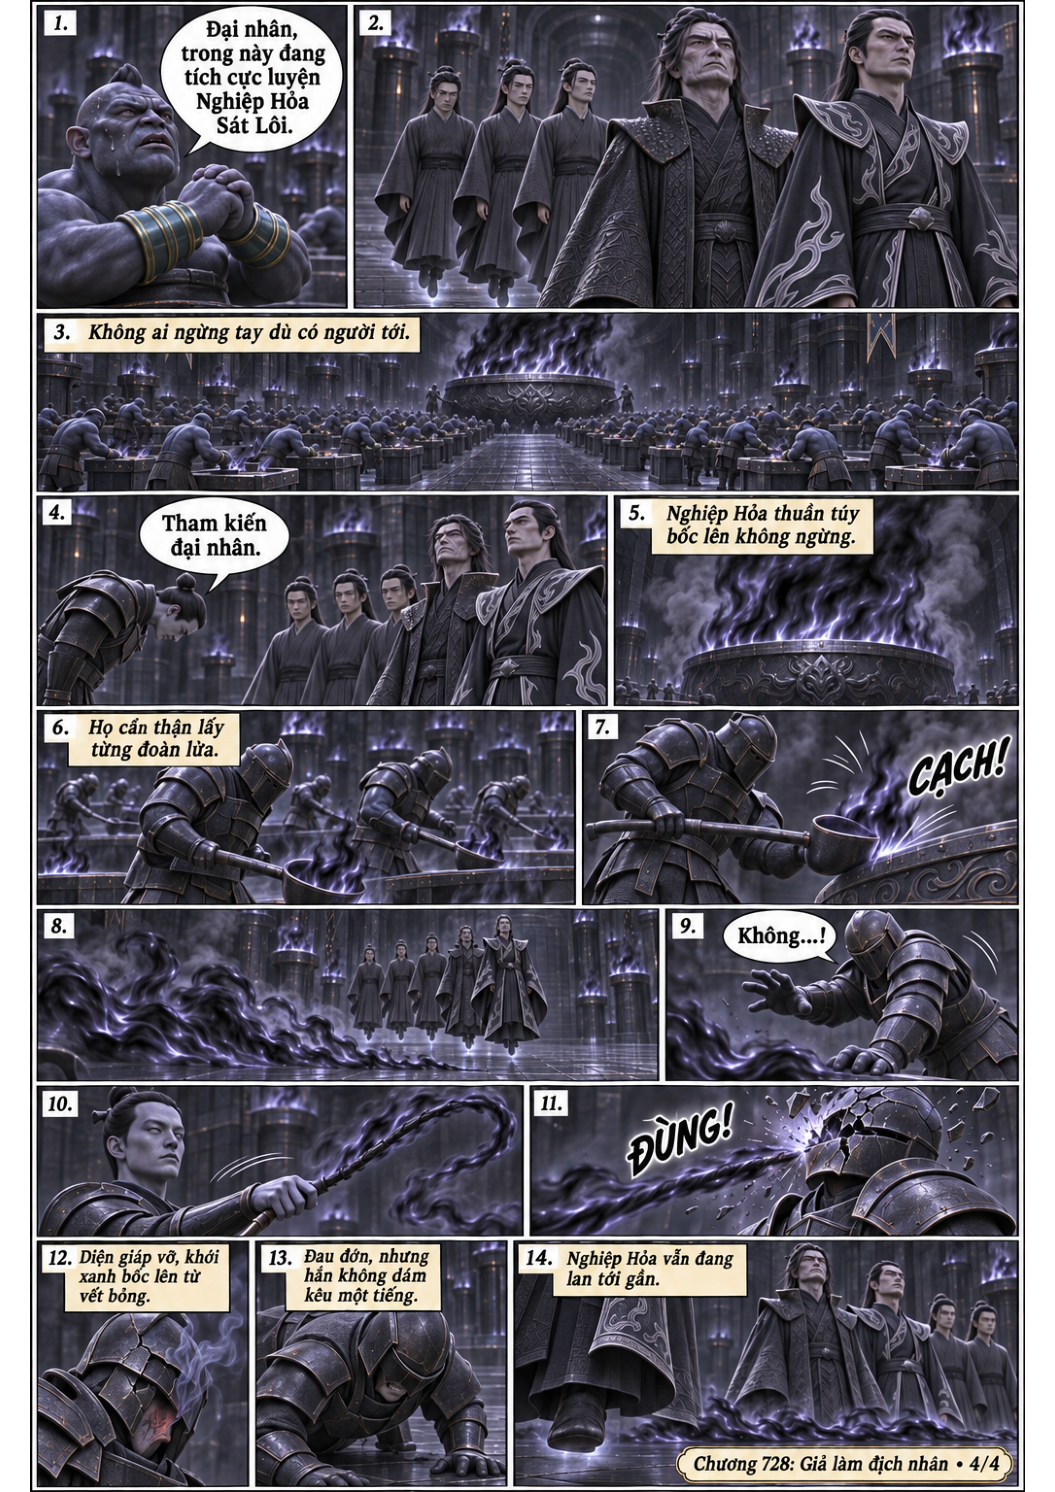 1.
Đại nhân,
trong này đang
tích cực luyện
Nghiệp Hỏa
Sát Lôi.
2.
3. Không ai ngừng tay dù có người tới.
4.
Tham kiến
đại nhân.
5. Nghiệp Hỏa thuần túy
bốc lên không ngừng.
6. Họ cẩn thận lấy
từng đoàn lửa.
7.
CẠCH!
8.
9.
Không...!
10.
11.
ĐÙNG!
12. Diện giáp vỡ, khói
xanh bốc lên từ
vết bỏng.
13. Đau đớn, nhưng
hắn không dám
kêu một tiếng.
14. Nghiệp Hỏa vẫn đang
lan tới gần.
Chương 728: Giả làm địch nhân • 4/4